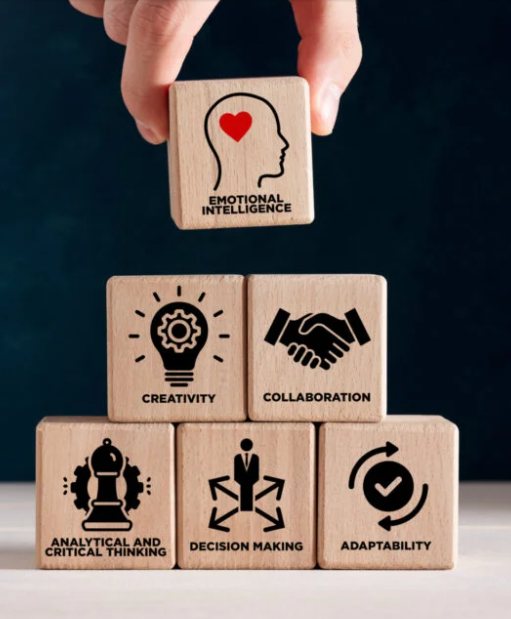 EMOTIONAL
INTELLIGENCE
CREATIVITY
COLLABORATION
ANALYTICAL AND
CRITICAL THINKING
DECISION MAKING
ADAPTABILITY